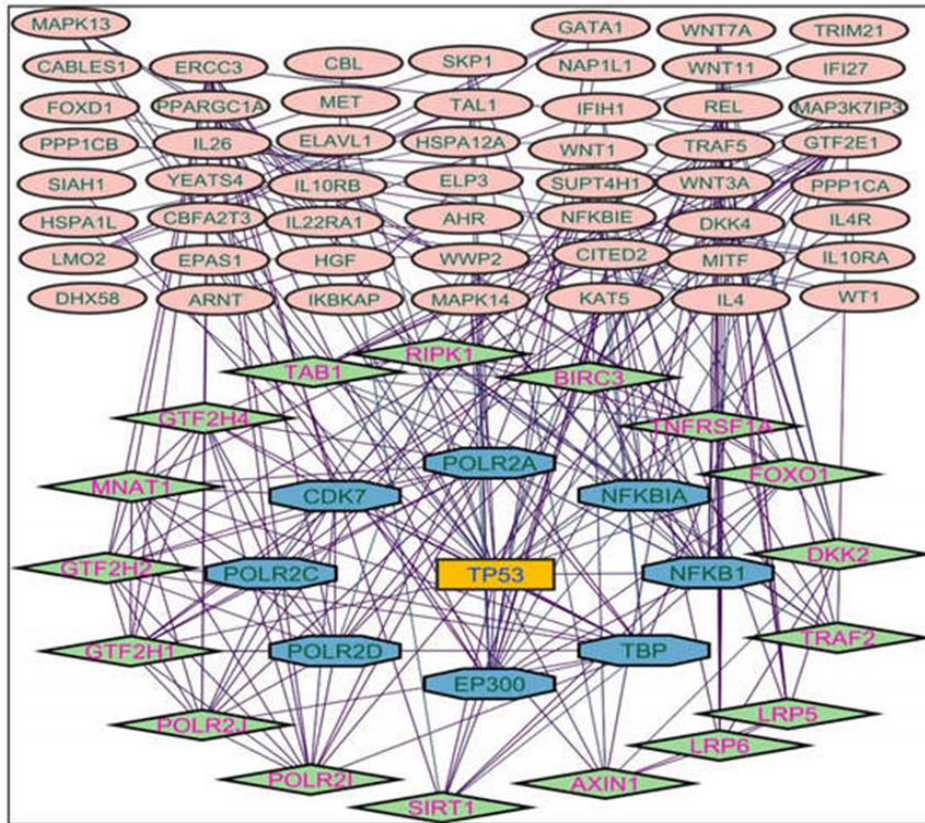 MAPK13 GATA1 WNT7A TRIM21
CABLES1 ERCC3 CBL SKP1 NAP1L1 WNT11 IFI27
FOXD1 PPARGC1A MET TAL1 IFIH1 REL MAP3K7IP3
PPP1CB IL26 ELAVL1 HSPA12A WNT1 TRAF5 GTF2E1
SIAH1 YEATS4 IL10RB ELP3 SUPT4H1 WNT3A PPP1CA
HSPA1L CBFA2T3 IL22RA1 AHR NFKBIE DKK4 IL4R
LMO2 EPAS1 HGF WWP2 CITED2 MITF IL10RA
DHX58 ARNT IKBKAP MAPK14 KAT5 IL4 WT1
RIPK1
TAB1 BIRC3
GTF2H4 TNFRSF1A
POLR2A
MNAT1 CDK7 NFKBIA FOXO1
GTF2H2 POLR2C TP53 NFKB1 DKK2
GTF2H1 POLR2D TBP TRAF2
EP300
POLR2J LRP5
LRP6
POLR2I AXIN1
SIRT1